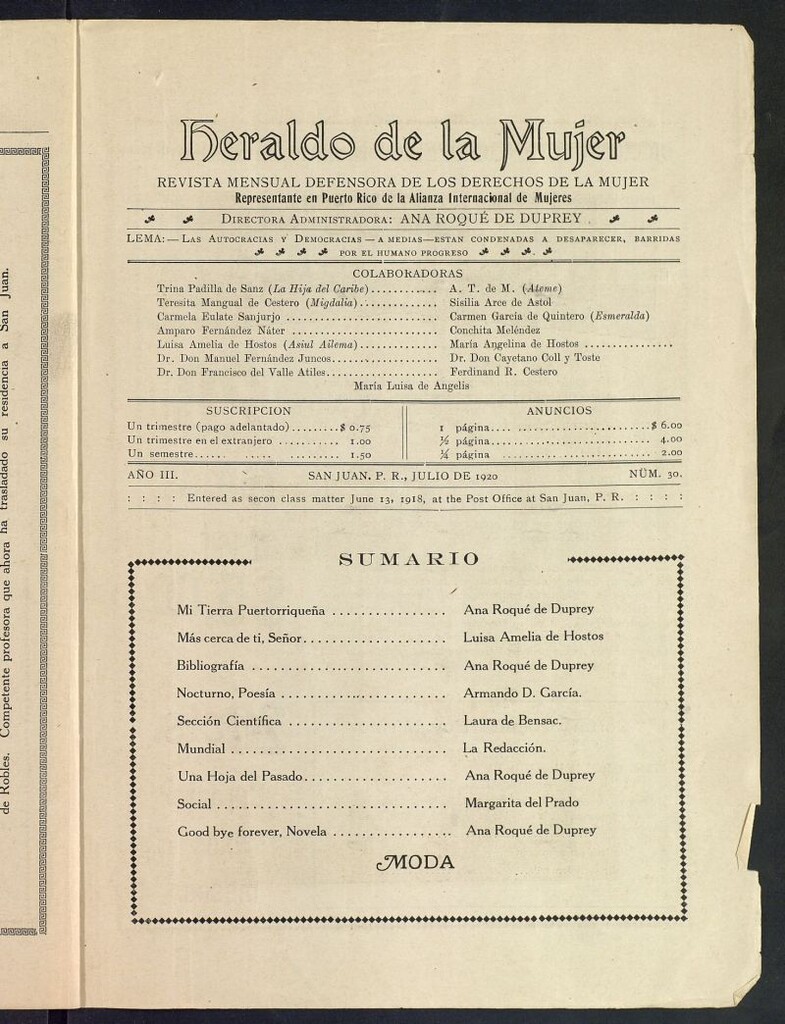 de Robles. Competente profesora que ahora ha trasladado su residencia a San Juan.
Heraldo de la Mujer
REVISTA MENSUAL DEFENSORA DE LOS DERECHOS DE LA MUJER
Representante en Puerto Rico de la Alianza Internacional de Mujeres
DIRECTORA ADMINISTRADORA: ANA ROQUÉ DE DUPREY
LEMA:—LAS AUTOCRACIAS Y DEMOCRACIAS—A MEDIAS—ESTAN CONDENADAS A DESAPARECER, BARRIDAS
POR EL HUMANO PROGRESO
COLABORADORAS
Trina Padilla de Sanz (La Hija del Caribe)............ A. T. de M. (Ateme)
Teresita Mangual de Cestero (Migdalia).............. Sisilia Arce de Astol
Carmela Eulate Sanjurjo .......................... Carmen García de Quintero (Esmeralda)
Amparo Fernández Náter .......................... Conchita Meléndez
Luisa Amelia de Hostos (Asiul Ailema).............. María Angelina de Hostos ................
Dr. Don Manuel Fernández Juncos................... Dr. Don Cayetano Coll y Toste
Dr. Don Francisco del Valle Atiles.................... Ferdinand R. Cestero
María Luisa de Angelis
SUSCRIPCION
Un trimestre (pago adelantado)........$ 0.75
Un trimestre en el extranjero .......... 1.00
Un semestre...... ..... .......... 1.50
ANUNCIOS
1 página.... ..........................$ 6.00
½ página.............................. 4.00
¼ página ............................ 2.00
AÑO III. SAN JUAN, P. R., JULIO DE 1920 NÚM. 30.
: : : : Entered as secon class matter June 13, 1918, at the Post Office at San Juan, P. R. : : : :
SUMARIO
Mi Tierra Puertorriqueña ................ Ana Roqué de Duprey
Más cerca de ti, Señor.................... Luisa Amelia de Hostos
Bibliografía ........................... Ana Roqué de Duprey
Nocturno, Poesía ....................... Armando D. García.
Sección Científica ...................... Laura de Bensac.
Mundial .............................. La Redacción.
Una Hoja del Pasado.................... Ana Roqué de Duprey
Social ................................ Margarita del Prado
Good bye forever, Novela ................. Ana Roqué de Duprey
MODA